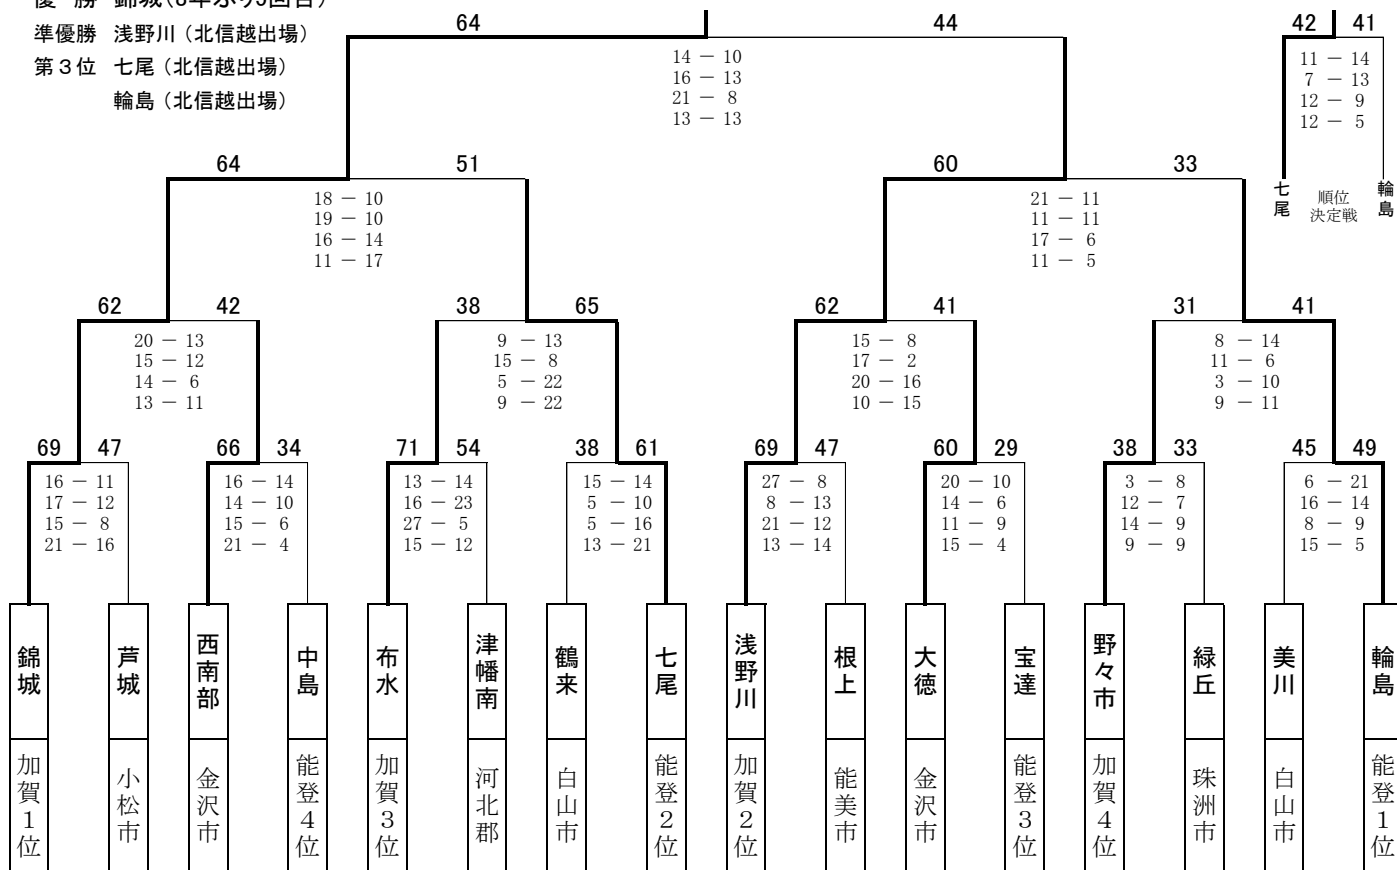 優 勝 錦城(8年ぶり5回目)
準優勝 浅野川（北信越出場）
第３位 七尾（北信越出場）
輪島（北信越出場）
64 44 42 41
14 － 10
16 － 13
21 － 8
13 － 13
11 － 14
7 － 13
12 － 9
12 － 5
七尾 順位決定戦 輪島
64 51 60 33
18 － 10
19 － 10
16 － 14
11 － 17
21 － 11
11 － 11
17 － 6
11 － 5
62 42 38 65 62 41 31 41
20 － 13
15 － 12
14 － 6
13 － 11
9 － 13
15 － 8
5 － 22
9 － 22
15 － 8
17 － 2
20 － 16
10 － 15
8 － 14
11 － 6
3 － 10
9 － 11
69 47 66 34 71 54 38 61 69 47 60 29 38 33 45 49
16 － 11
17 － 12
15 － 8
21 － 16
16 － 14
14 － 10
15 － 6
21 － 4
13 － 14
16 － 23
27 － 5
15 － 12
15 － 14
5 － 10
5 － 16
13 － 21
27 － 8
8 － 13
21 － 12
13 － 14
20 － 10
14 － 6
11 － 9
15 － 4
3 － 8
12 － 7
14 － 9
9 － 9
6 － 21
16 － 14
8 － 9
15 － 5
錦城 芦城 西南部 中島 布水 津幡南 鶴来 七尾 浅野川 根上 大徳 宝達 野々市 緑丘 美川 輪島
加賀１位 小松市 金沢市 能登４位 加賀３位 河北郡 白山市 能登２位 加賀２位 能美市 金沢市 能登３位 加賀４位 珠洲市 白山市 能登１位